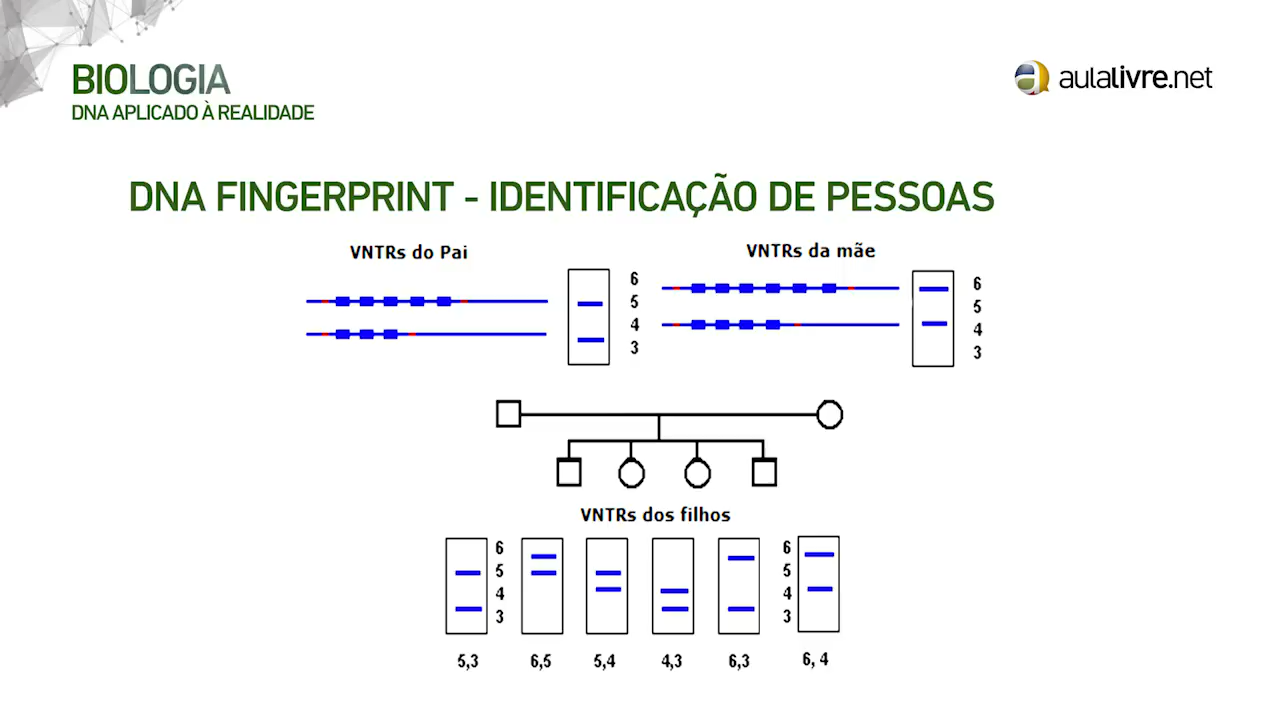 BIOLOGIA
DNA APLICADO À REALIDADE
aulalivre.net
DNA FINGERPRINT - IDENTIFICAÇÃO DE PESSOAS
VNTRs do Pai
VNTRs da mãe
6
5
4
3
6
5
4
3
VNTRs dos filhos
6
5
4
3
6
5
4
3
5,3 6,5 5,4 4,3 6,3 6, 4